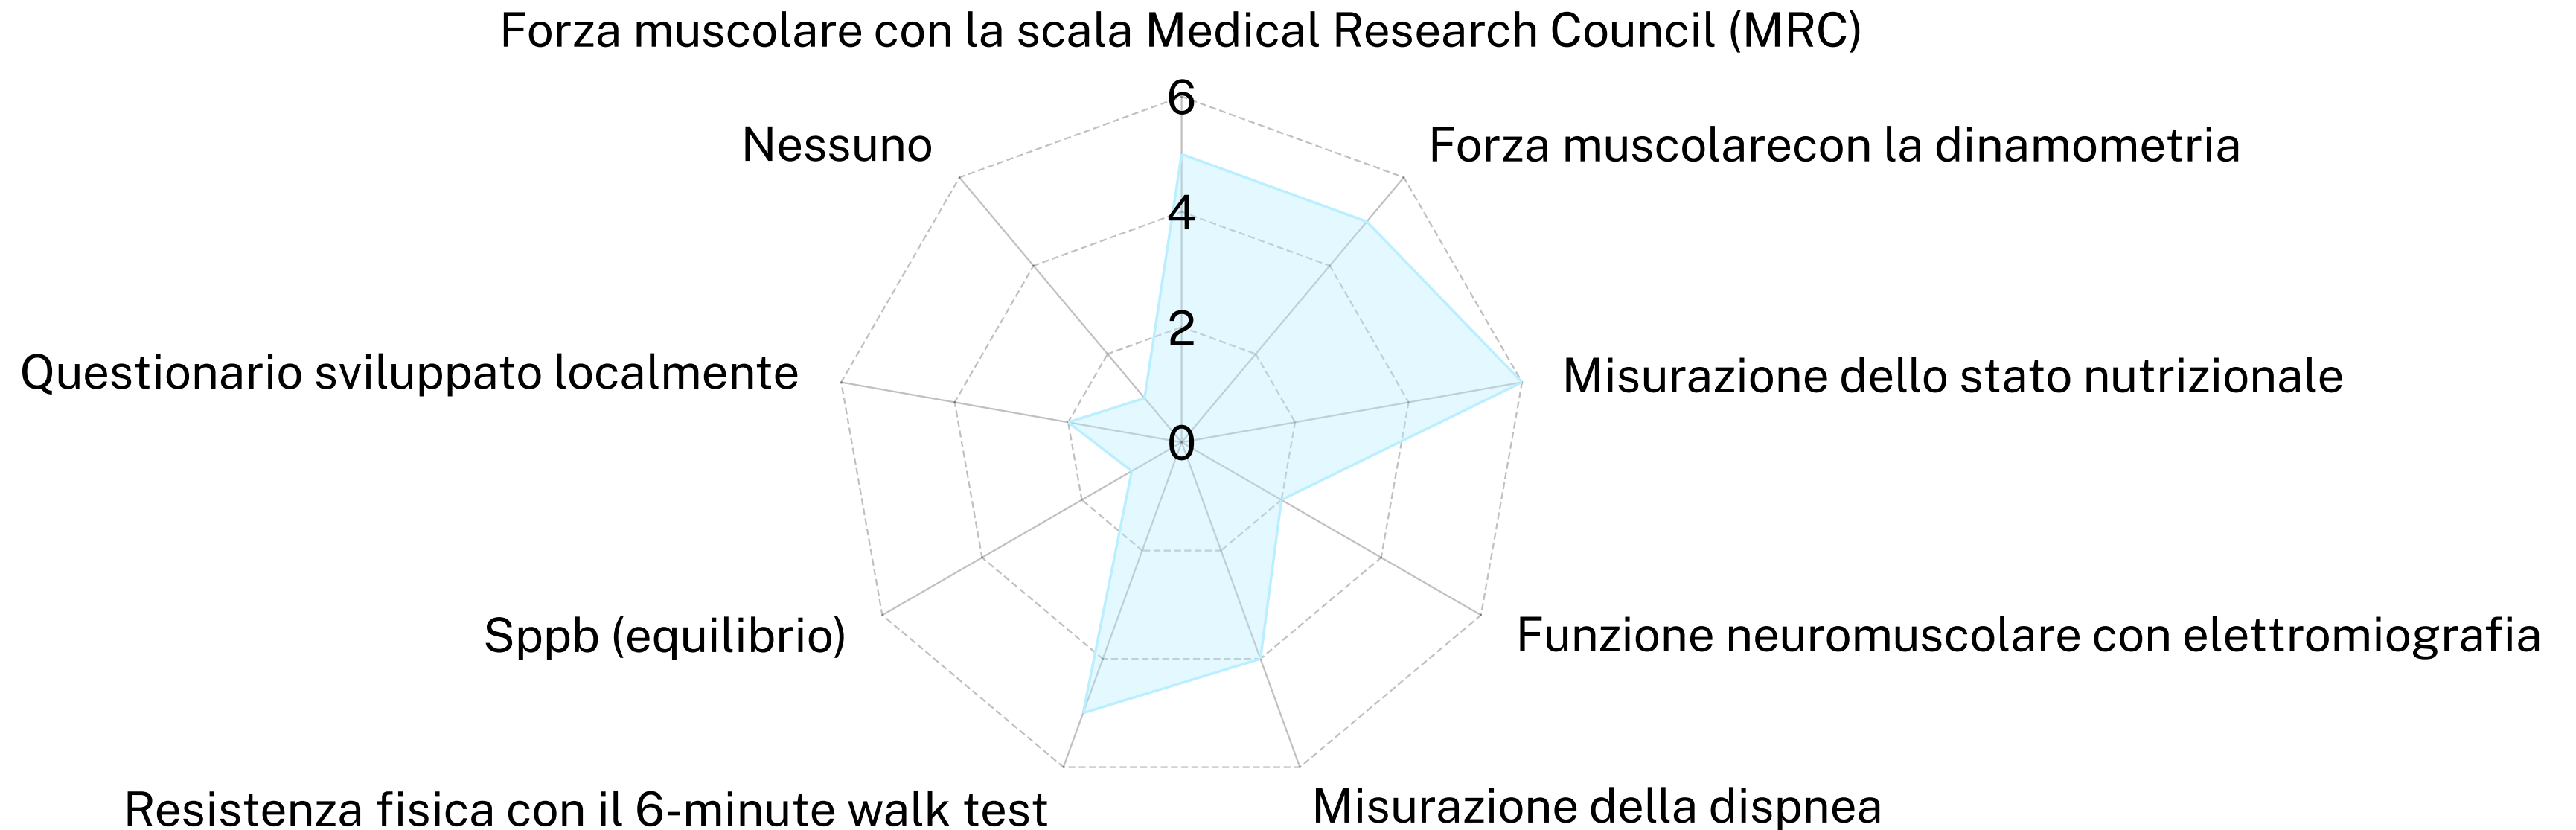 Forza muscolare con la scala Medical Research Council (MRC)
6
Nessuno
Forza muscolarecon la dinamometria
4
2
Questionario sviluppato localmente
Misurazione dello stato nutrizionale
0
Sppb (equilibrio)
Funzione neuromuscolare con elettromiografia
Resistenza fisica con il 6-minute walk test
Misurazione della dispnea